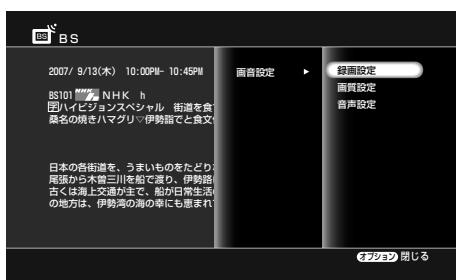 BS BS
2007/ 9/13(木) 10:00PM- 10:45PM
BS101 NHK h
字ハイビジョンスペシャル 街道を食
桑名の焼きハマグリ♡伊勢詣でと食文
日本の各街道を、うまいものをたどり
尾張から木曽三川を船で渡り、伊勢路
古くは海上交通が主で、船が日常生活
の地方は、伊勢湾の海の幸にも恵まれ
画音設定 ▶
録画設定
画質設定
音声設定
オプション 閉じる